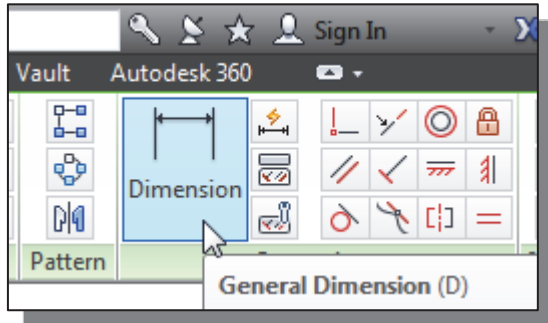 Sign In
Vault Autodesk 360
Dimension
Pattern
General Dimension (D)